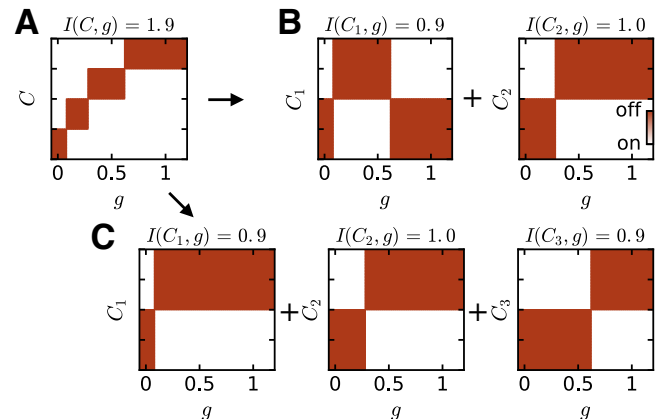 A
I(C, g) = 1.9
C
0 0.5 1
g
B
I(C₁, g) = 0.9
C₁
0 0.5 1
g
+
I(C₂, g) = 1.0
C₂
off
on
0 0.5 1
g
C
I(C₁, g) = 0.9
C₁
0 0.5 1
g
+
I(C₂, g) = 1.0
C₂
0 0.5 1
g
+
I(C₃, g) = 0.9
C₃
0 0.5 1
g